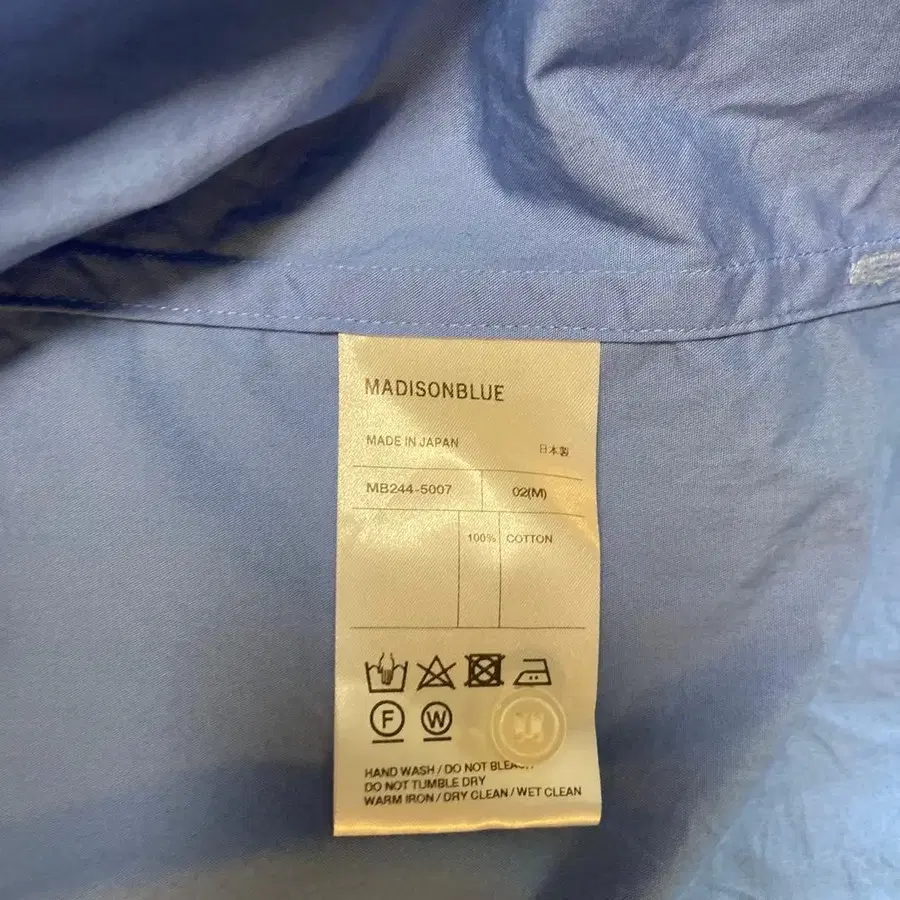 MADISONBLUE
MADE IN JAPAN 日本製
MB244-5007 02(M)
100% COTTON
F W
HAND WASH / DO NOT
DO NOT TUMBLE DRY
WARM IRON / DRY CLEAN / WET CLEAN